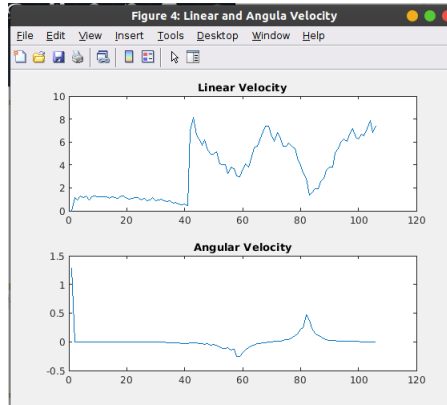 Figure 4: Linear and Angula Velocity
File Edit View Insert Tools Desktop Window Help
Linear Velocity
10
8
6
4
2
0
0 20 40 60 80 100 120
Angular Velocity
1.5
1
0.5
0
-0.5
0 20 40 60 80 100 120